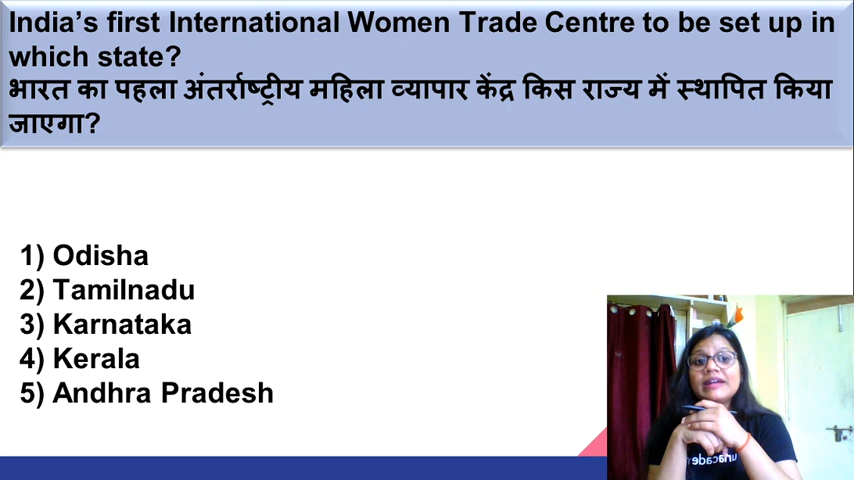 India’s first International Women Trade Centre to be set up in
which state?
भारत का पहला अंतर्राष्ट्रीय महिला व्यापार केंद्र किस राज्य में स्थापित किया
जाएगा?
1) Odisha
2) Tamilnadu
3) Karnataka
4) Kerala
5) Andhra Pradesh